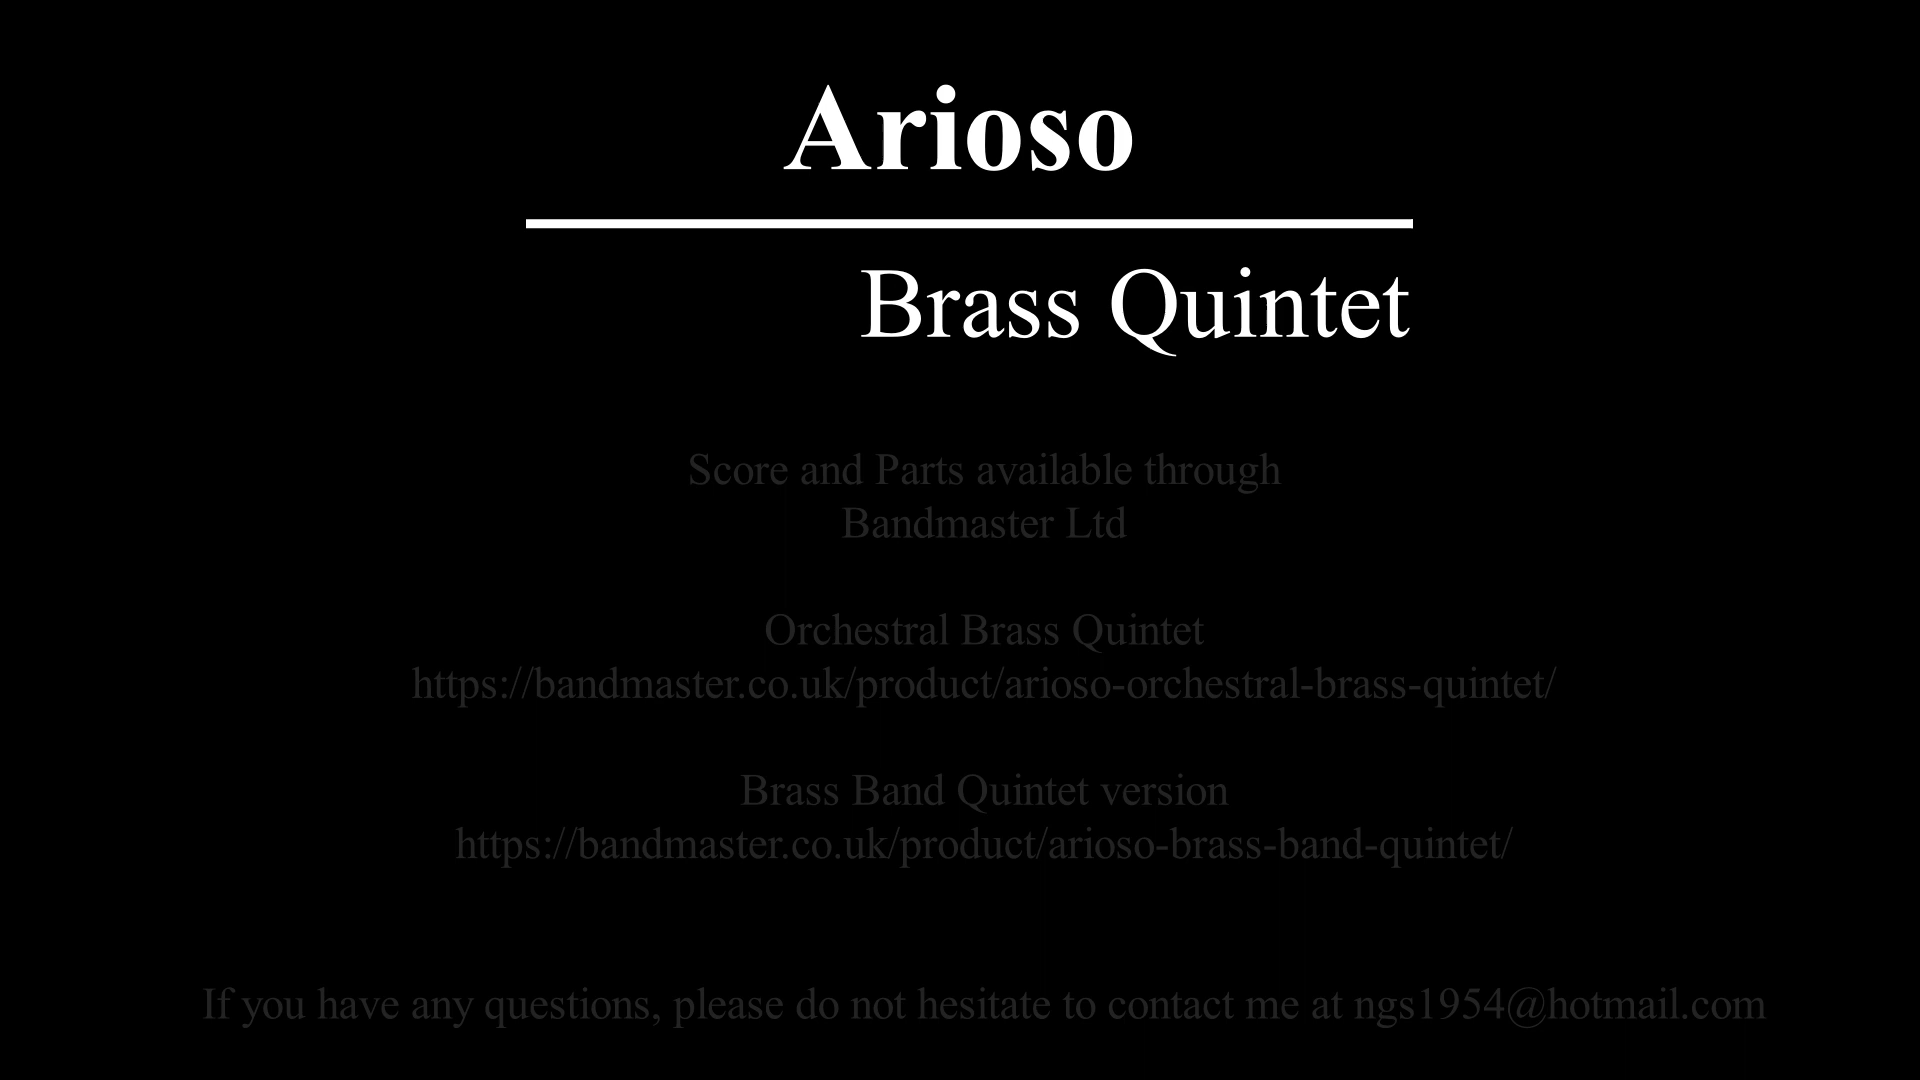 Arioso
Brass Quintet
Score and Parts available through
Bandmaster Ltd
Orchestral Brass Quintet
https://bandmaster.co.uk/product/arioso-orchestral-brass-quintet/
Brass Band Quintet version
https://bandmaster.co.uk/product/arioso-brass-band-quintet/
If you have any questions, please do not hesitate to contact me at ngs1954@hotmail.com